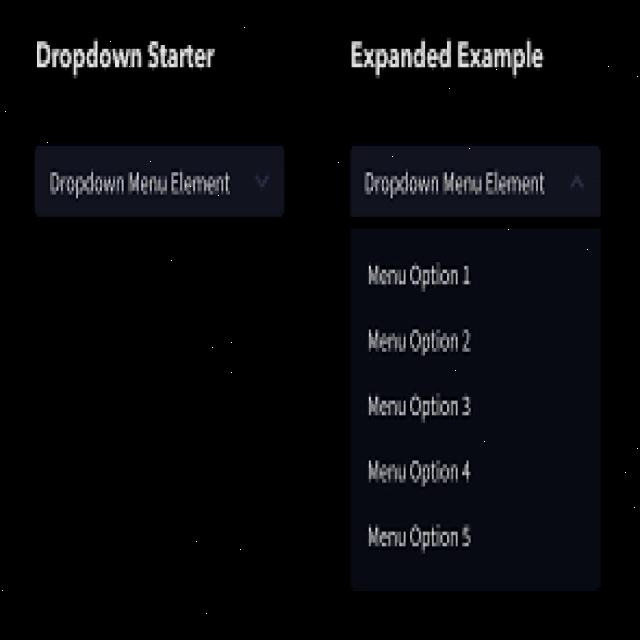 Dropdown Starter
Dropdown Menu Element
Expanded Example
Dropdown Menu Element
Menu Option 1
Menu Option 2
Menu Option 3
Menu Option 4
Menu Option 5